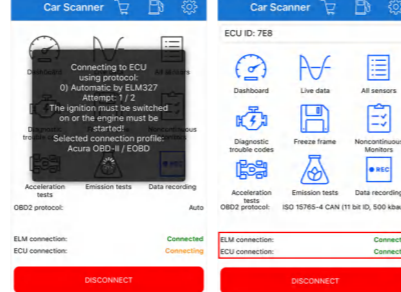 Car Scanner
Dashboard
All sensors
Connecting to ECU
using protocol:
0) Automatic by ELM327
Attempt: 1 / 2
The ignition must be switched
on or the engine must be
started!
Selected connection profile:
Acura OBD-II / EOBD
Acceleration
tests
Emission tests
Data recording
OBD2 protocol:
Auto
ELM connection:
Connected
ECU connection:
Connecting
DISCONNECT
Car Scanner
ECU ID: 7E8
Dashboard
Live data
All sensors
Diagnostic
trouble codes
Freeze frame
Noncontinuous
Monitors
REC
Acceleration
tests
Emission tests
Data recording
OBD2 protocol:
ISO 15765-4 CAN (11 bit ID, 500 kbau
ELM connection:
Connect
ECU connection:
Connect
DISCONNECT